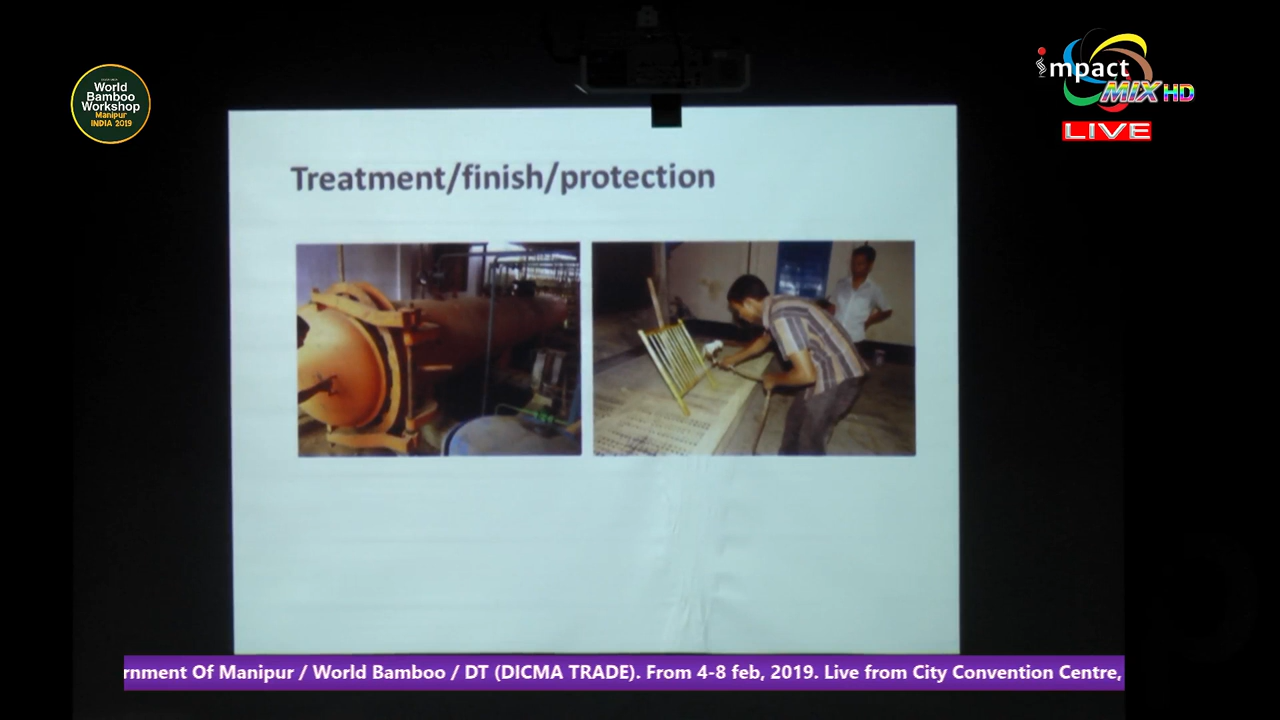 World
Bamboo
Workshop
Manipur
INDIA 2019
impact
MIX HD
LIVE
Treatment/finish/protection
rnment Of Manipur / World Bamboo / DT (DICMA TRADE). From 4-8 feb, 2019. Live from City Convention Centre,